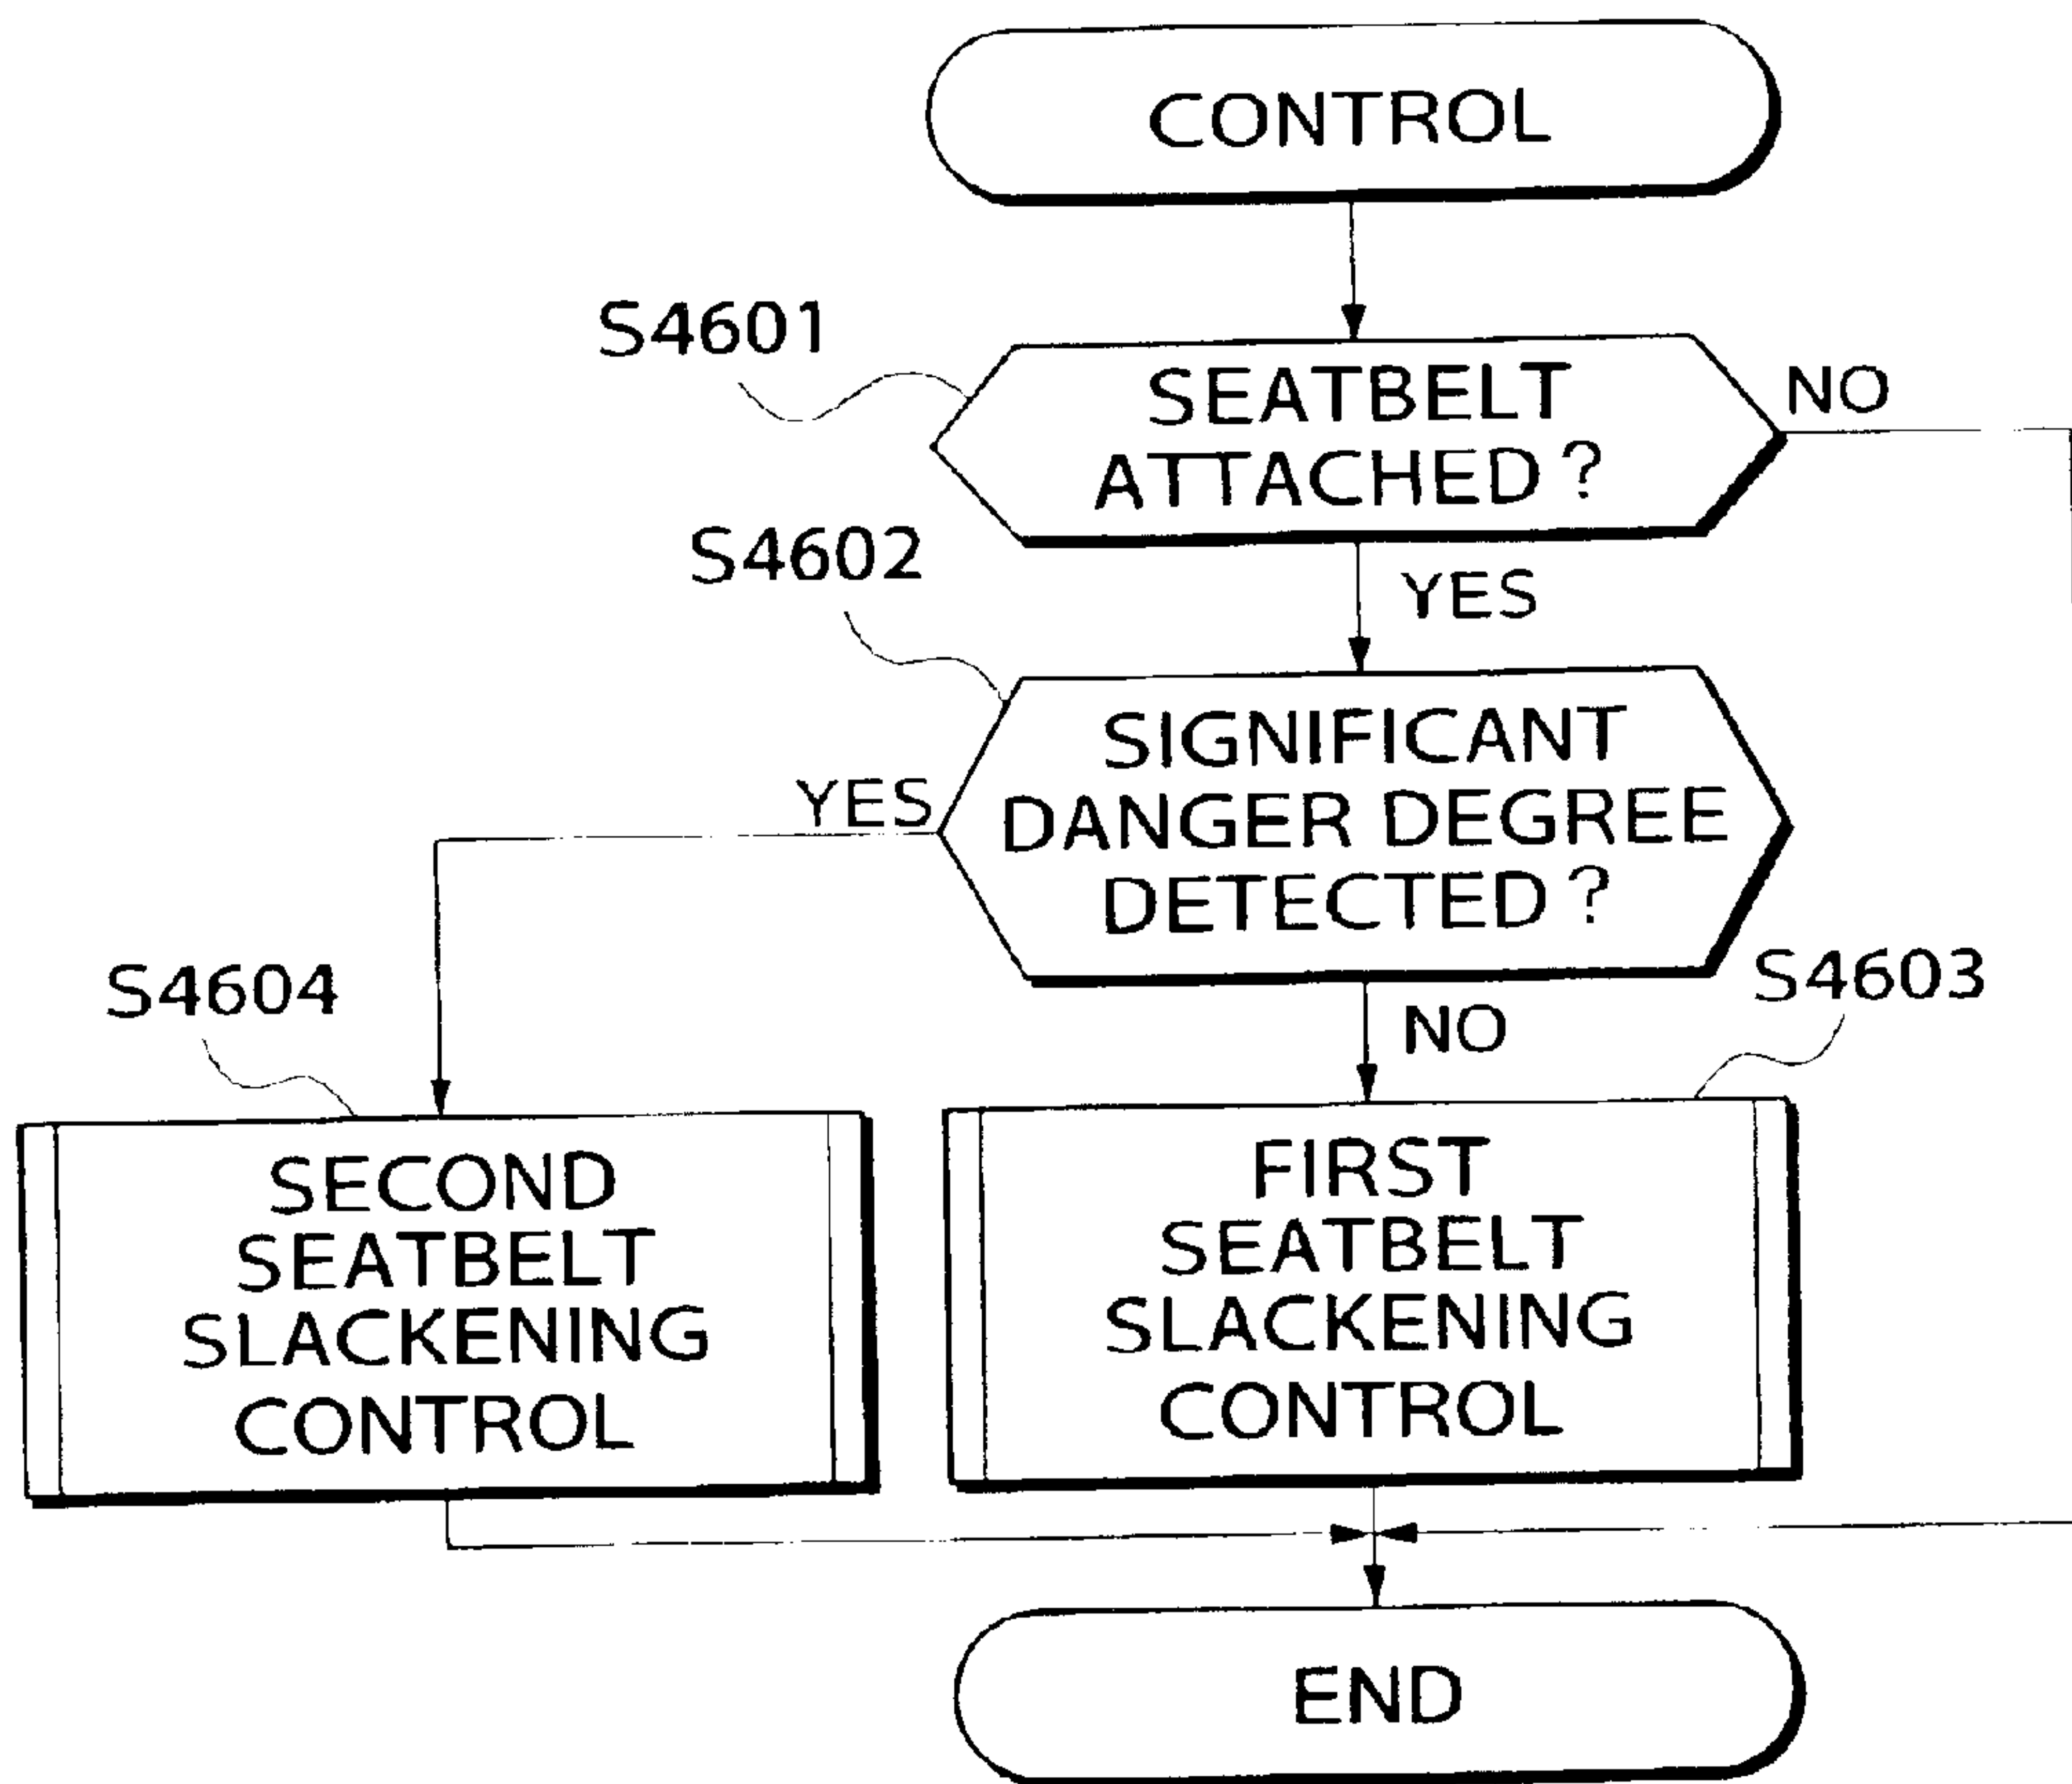 CONTROL
S4601
SEATBELT
ATTACHED ?
NO
S4602
YES
SIGNIFICANT
DANGER DEGREE
DETECTED ?
YES
S4604
S4603
NO
SECOND
SEATBELT
SLACKENING
CONTROL
FIRST
SEATBELT
SLACKENING
CONTROL
END